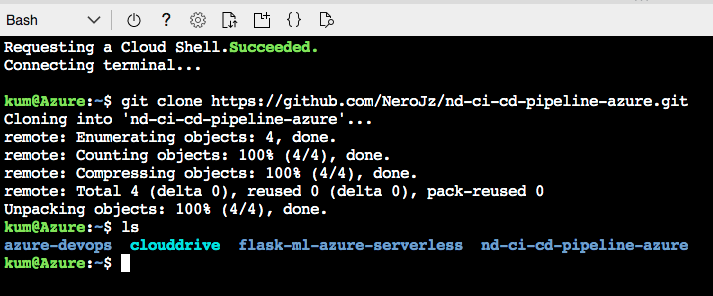 Bash
Requesting a Cloud Shell.Succeeded.
Connecting terminal...
kum@Azure:~$ git clone https://github.com/NeroJz/nd-ci-cd-pipeline-azure.git
Cloning into 'nd-ci-cd-pipeline-azure'...
remote: Enumerating objects: 4, done.
remote: Counting objects: 100% (4/4), done.
remote: Compressing objects: 100% (4/4), done.
remote: Total 4 (delta 0), reused 0 (delta 0), pack-reused 0
Unpacking objects: 100% (4/4), done.
kum@Azure:~$ ls
azure-devops  clouddrive  flask-ml-azure-serverless  nd-ci-cd-pipeline-azure
kum@Azure:~$